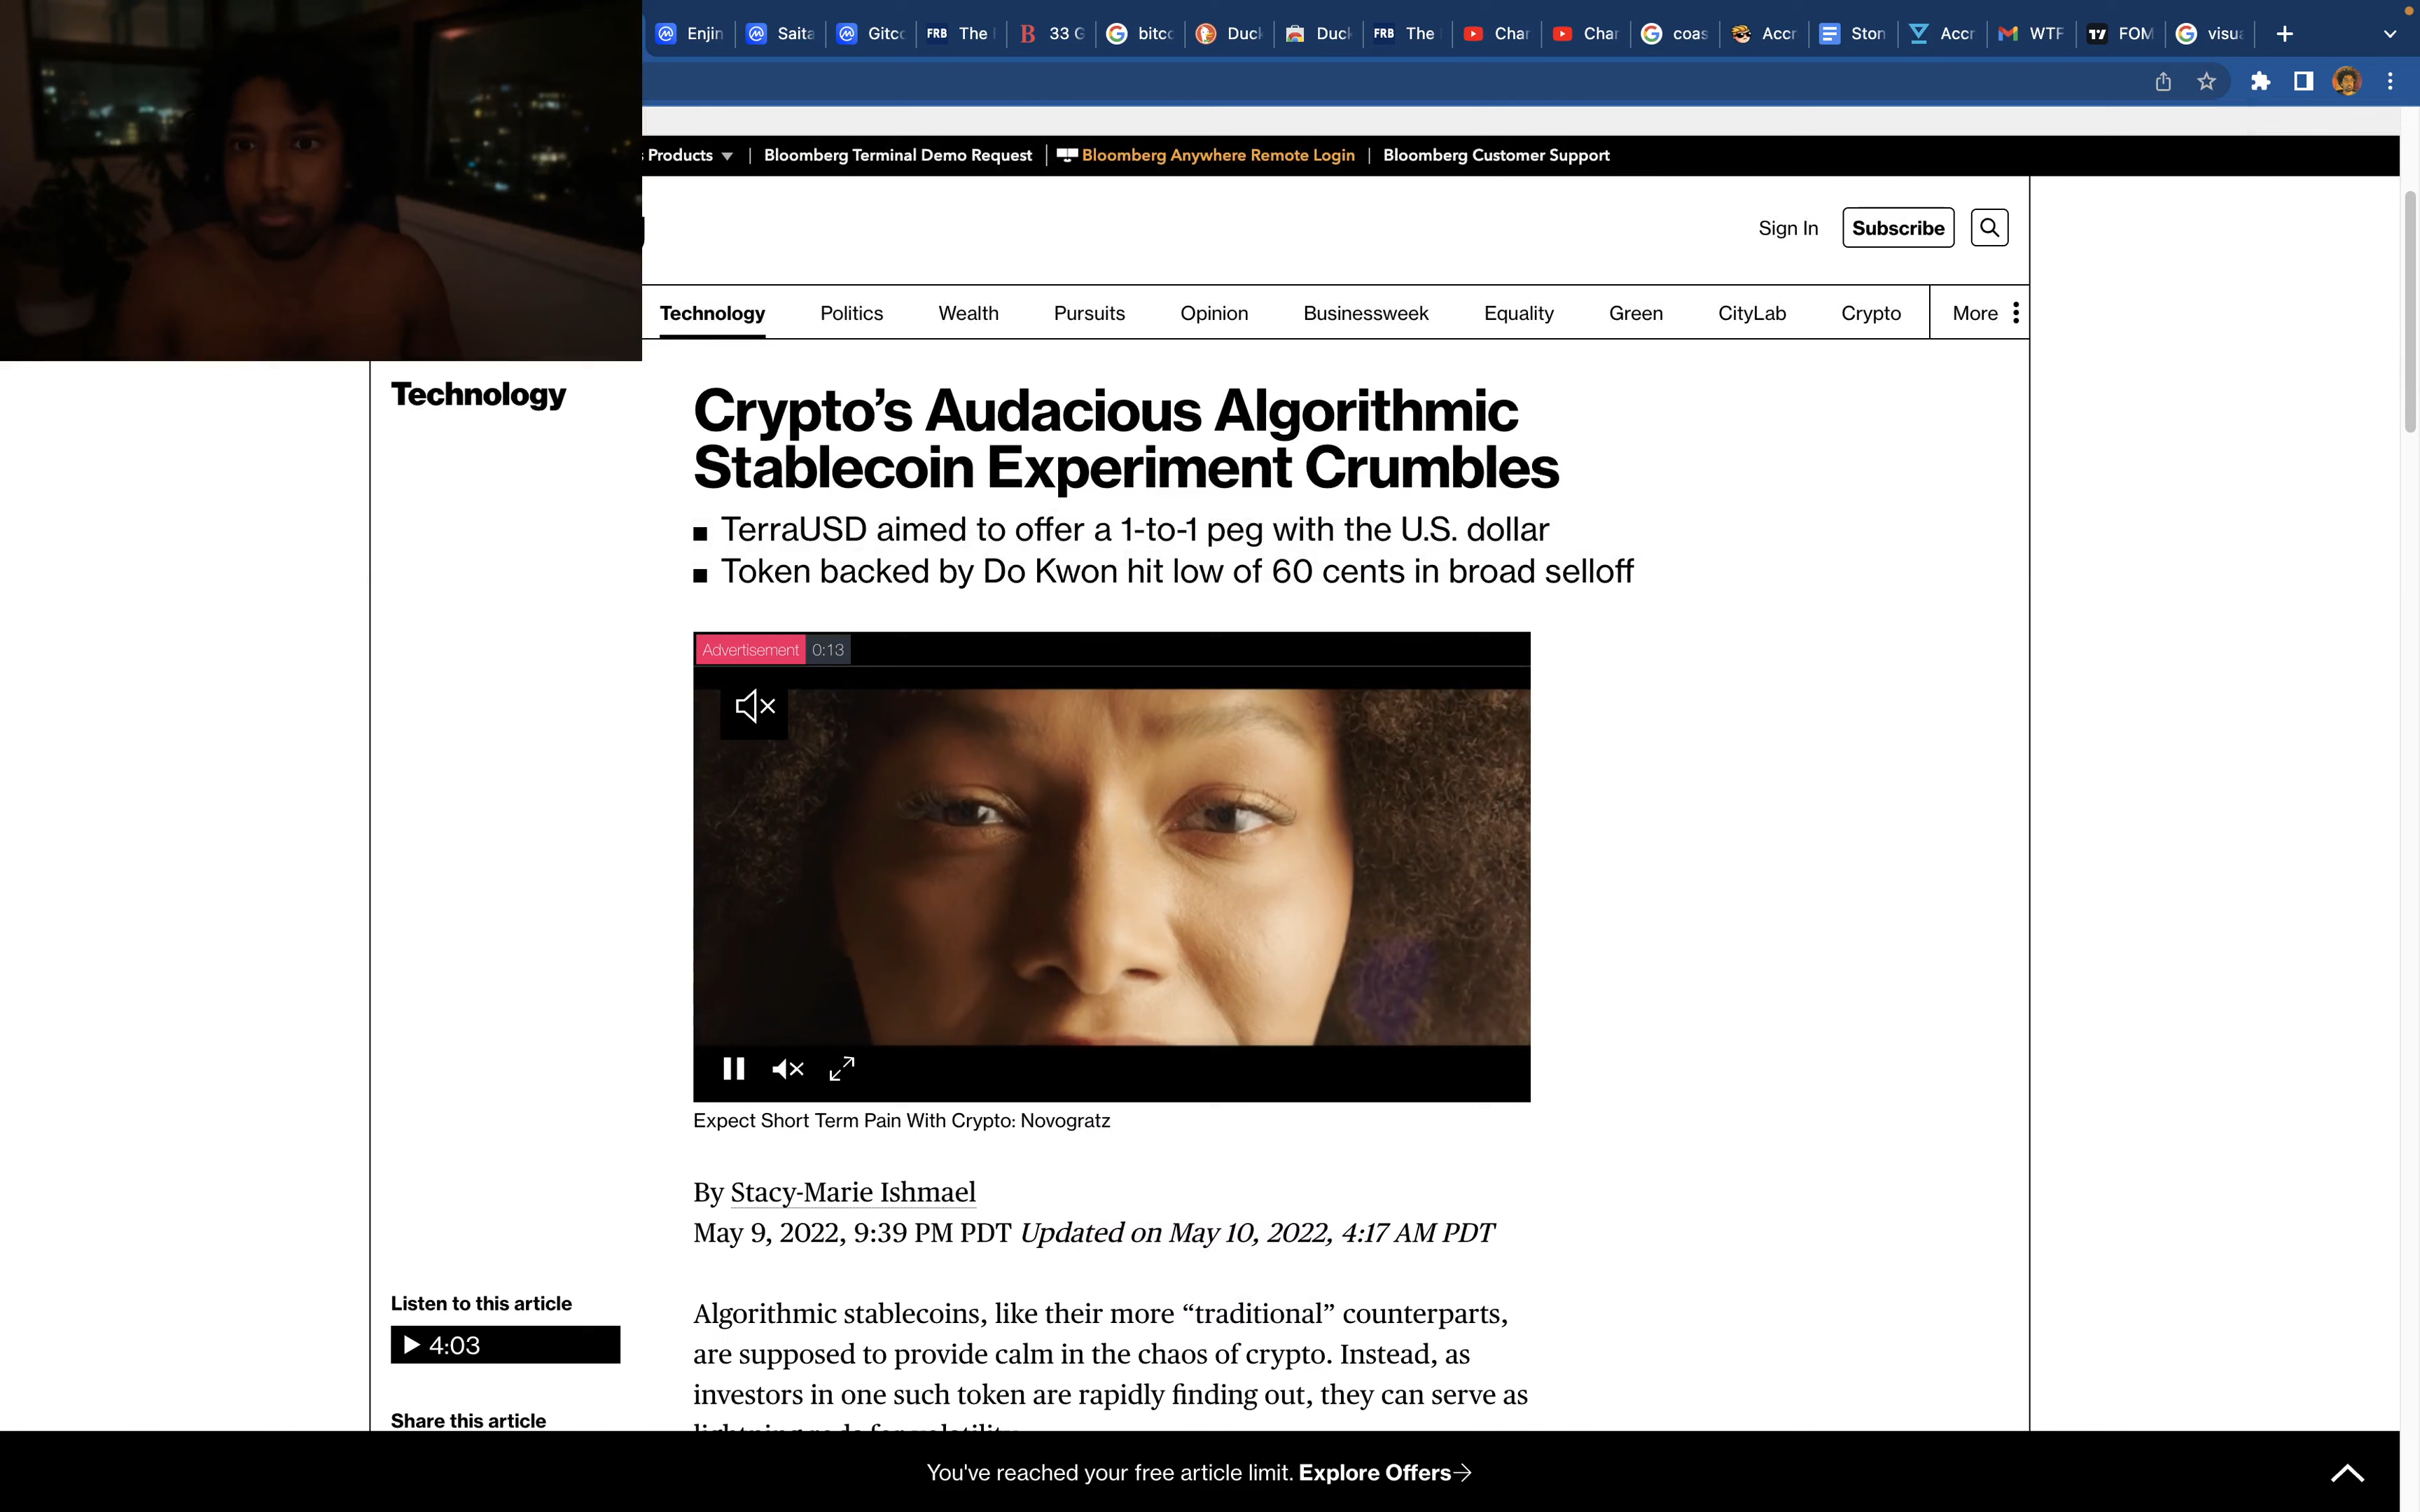 Enjin
Saita
Gitco
FRB The
B 33 G
bitco
Duck
Duck
FRB The
Char
Char
coas
Accr
Ston
Accr
WTF
FOM
visua
Products
Bloomberg Terminal Demo Request
Bloomberg Anywhere Remote Login
Bloomberg Customer Support
Sign In
Subscribe
Technology
Politics
Wealth
Pursuits
Opinion
Businessweek
Equality
Green
CityLab
Crypto
More
Technology
Crypto’s Audacious Algorithmic
Stablecoin Experiment Crumbles
■ TerraUSD aimed to offer a 1-to-1 peg with the U.S. dollar
■ Token backed by Do Kwon hit low of 60 cents in broad selloff
Advertisement 0:13
Expect Short Term Pain With Crypto: Novogratz
By Stacy-Marie Ishmael
May 9, 2022, 9:39 PM PDT Updated on May 10, 2022, 4:17 AM PDT
Listen to this article
4:03
Share this article
Algorithmic stablecoins, like their more “traditional” counterparts,
are supposed to provide calm in the chaos of crypto. Instead, as
investors in one such token are rapidly finding out, they can serve as
You've reached your free article limit. Explore Offers